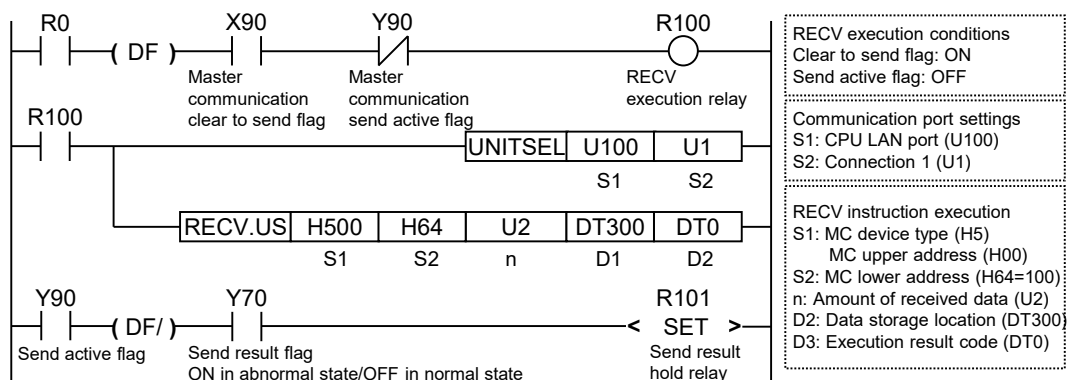 R0 X90 Y90 R100
( DF )
Master
communication
clear to send flag
Master
communication
send active flag
RECV
execution relay
R100
UNITSEL U100 U1
S1 S2
RECV.US H500 H64 U2 DT300 DT0
S1 S2 n D1 D2
Y90 Y70 R101
( DF/ ) < SET >
Send active flag
Send result flag
ON in abnormal state/OFF in normal state
Send result
hold relay
RECV execution conditions
Clear to send flag: ON
Send active flag: OFF
Communication port settings
S1: CPU LAN port (U100)
S2: Connection 1 (U1)
RECV instruction execution
S1: MC device type (H5)
MC upper address (H00)
S2: MC lower address (H64=100)
n: Amount of received data (U2)
D2: Data storage location (DT300)
D3: Execution result code (DT0)